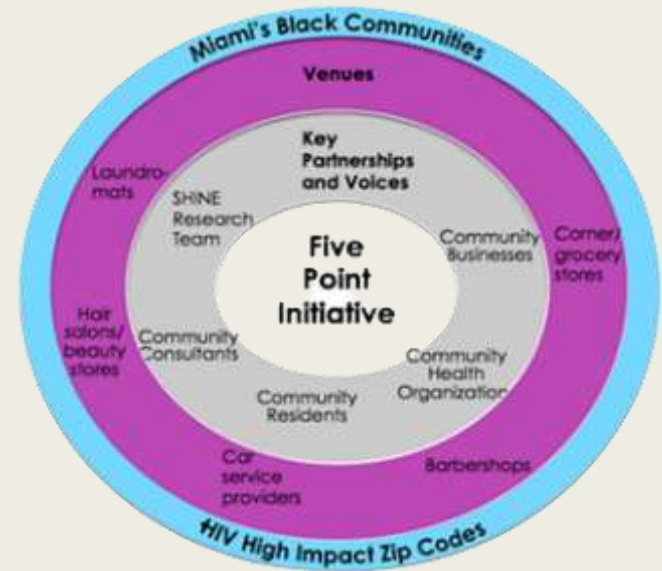 Miami's Black Communities
Venues
Key
Partnerships
and Voices
Laundro-
mats
SHINE
Research
Team
Community
Businesses
Corner/
grocery
stores
Five
Point
Initiative
Hair
salons/
beauty
stores
Community
Consultants
Community
Health
Organization
Community
Residents
Car
service
providers
Barbershops
HIV High Impact Zip Codes